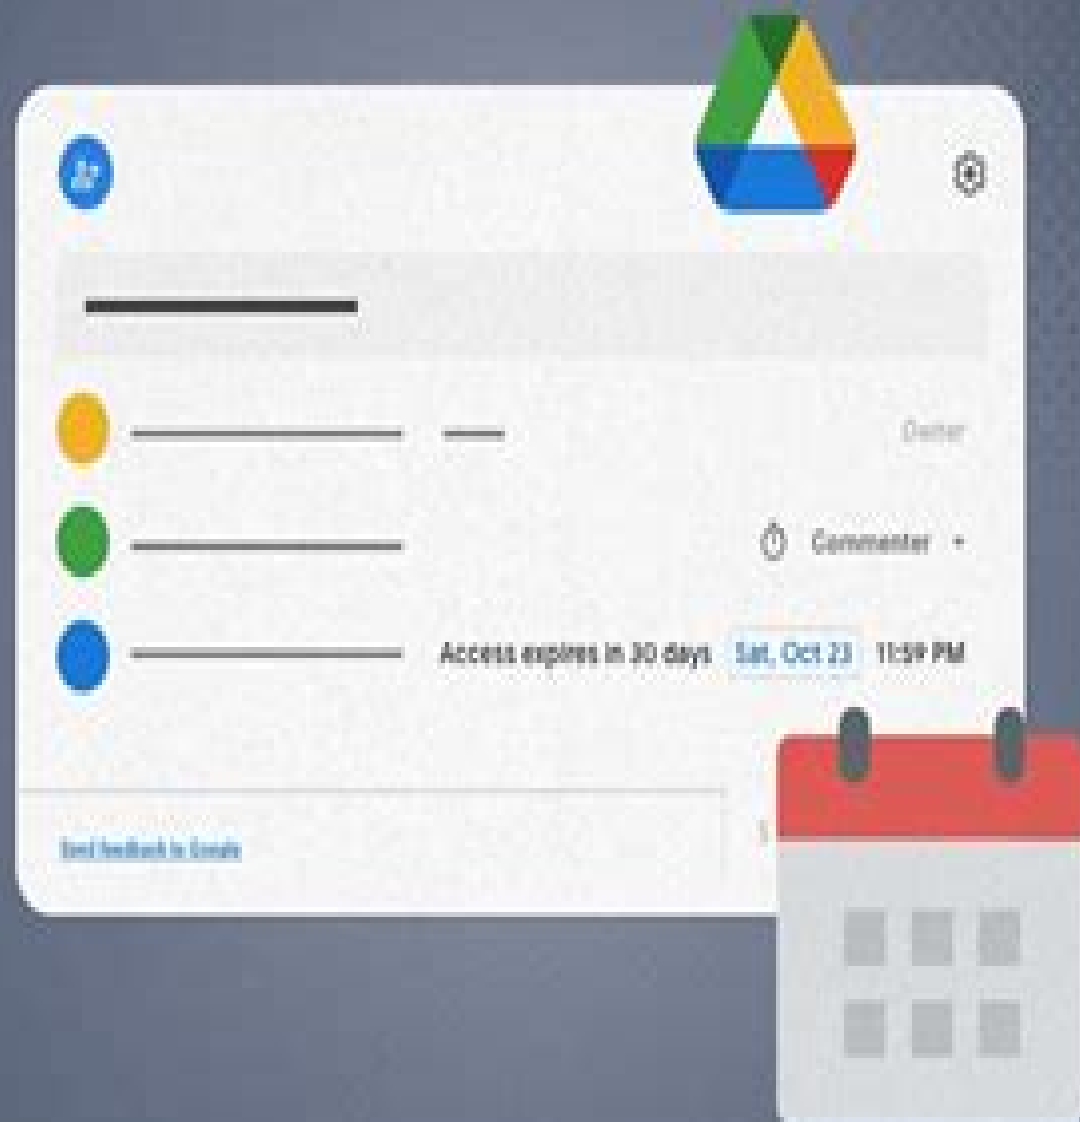 Owner
Commenter
Access expires in 30 days Sat, Oct 23 11:59 PM
Send feedback to Google